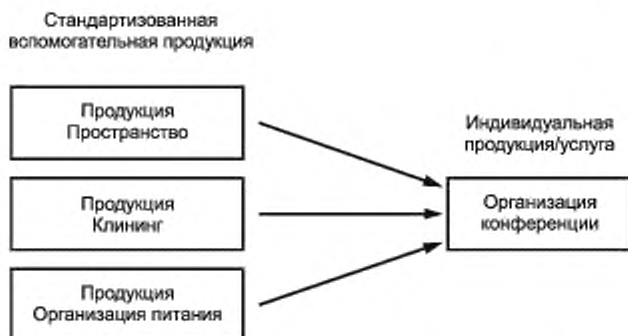 Стандартизованная
вспомогательная продукция
Продукция
Пространство
Продукция
Клининг
Продукция
Организация питания
Индивидуальная
продукция/услуга
Организация
конференции